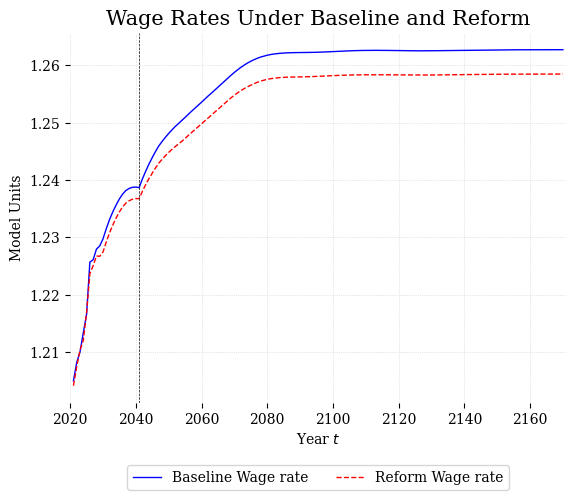 Wage Rates Under Baseline and Reform
Model Units
1.26
1.25
1.24
1.23
1.22
1.21
2020 2040 2060 2080 2100 2120 2140 2160
Year t
Baseline Wage rate Reform Wage rate